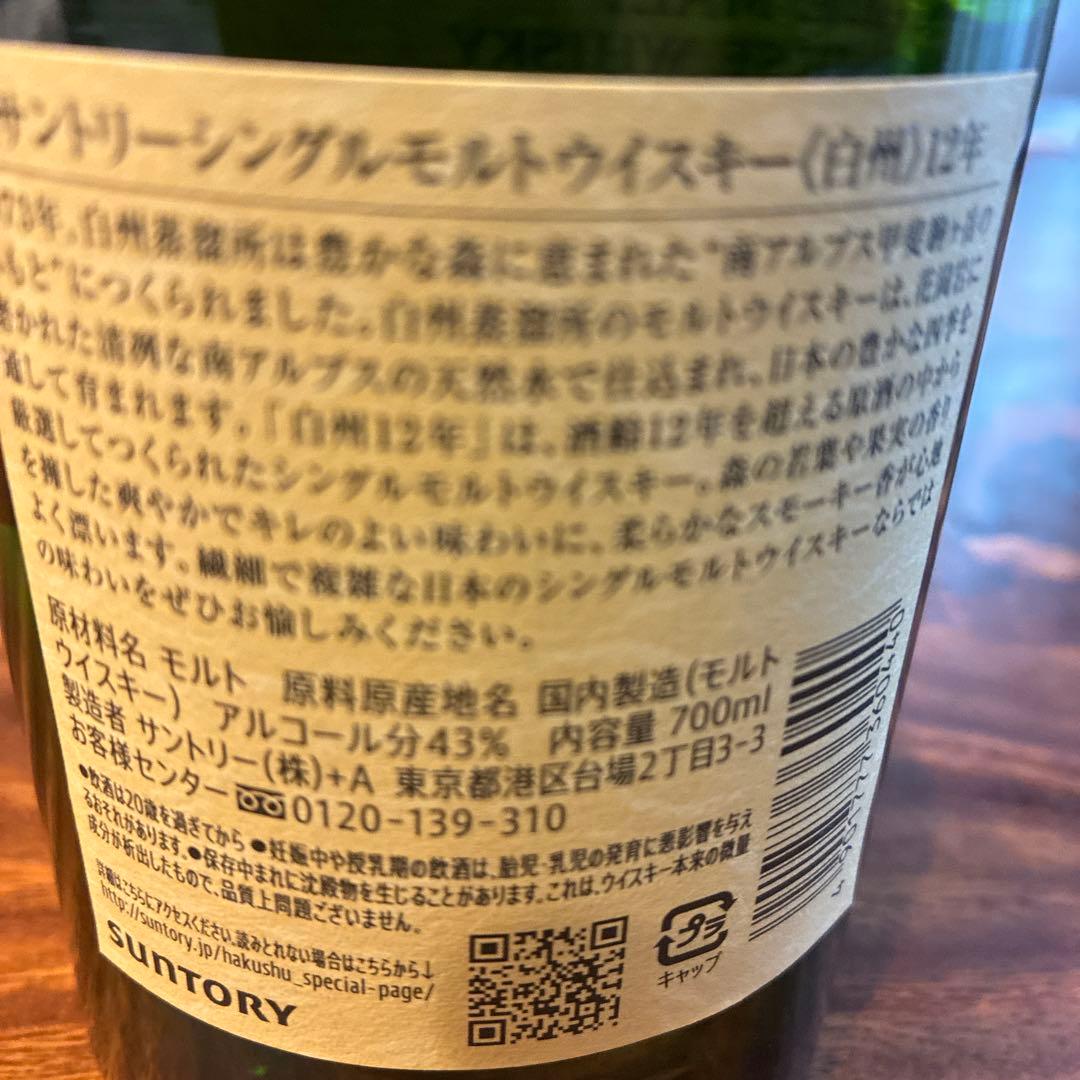 サントリーシングルモルトウイスキー〈白州〉12年
73年、白州蒸溜所は豊かな森に恵まれた"南アルプス甲斐駒ヶ岳の
もと"につくられました。白州蒸溜所のモルトウイスキーは、花崗岩に
磨かれた清冽な南アルプスの天然水で仕込まれ、日本の豊かな四季を
通して育まれます。「白州12年」は、酒齢12年を超える原酒の中から
厳選してつくられたシングルモルトウイスキー。森の若葉や果実の香り
を擁した爽やかでキレのよい味わいに、柔らかなスモーキー香が心地
よく漂います。繊細で複雑な日本のシングルモルトウイスキーならでは
の味わいをぜひお愉しみください。
原材料名 モルト 原料原産地名 国内製造(モルト
ウイスキー) アルコール分43% 内容量 700ml
製造者 サントリー(株)+A 東京都港区台場2丁目3-3
お客様センター 0120-139-310
●飲酒は20歳を過ぎてから ●妊娠中や授乳期の飲酒は、胎児・乳児の発育に悪影響を与え
るおそれがあります。●保存中まれに沈殿物を生じることがあります。これは、ウイスキー本来の微量
成分が析出したもので、品質上問題ございません。
詳細はこちらにアクセスください。読みとれない場合はこちらから↓
http://suntory.jp/hakushu_special-page/
SUNTORY
プラ
キャップ